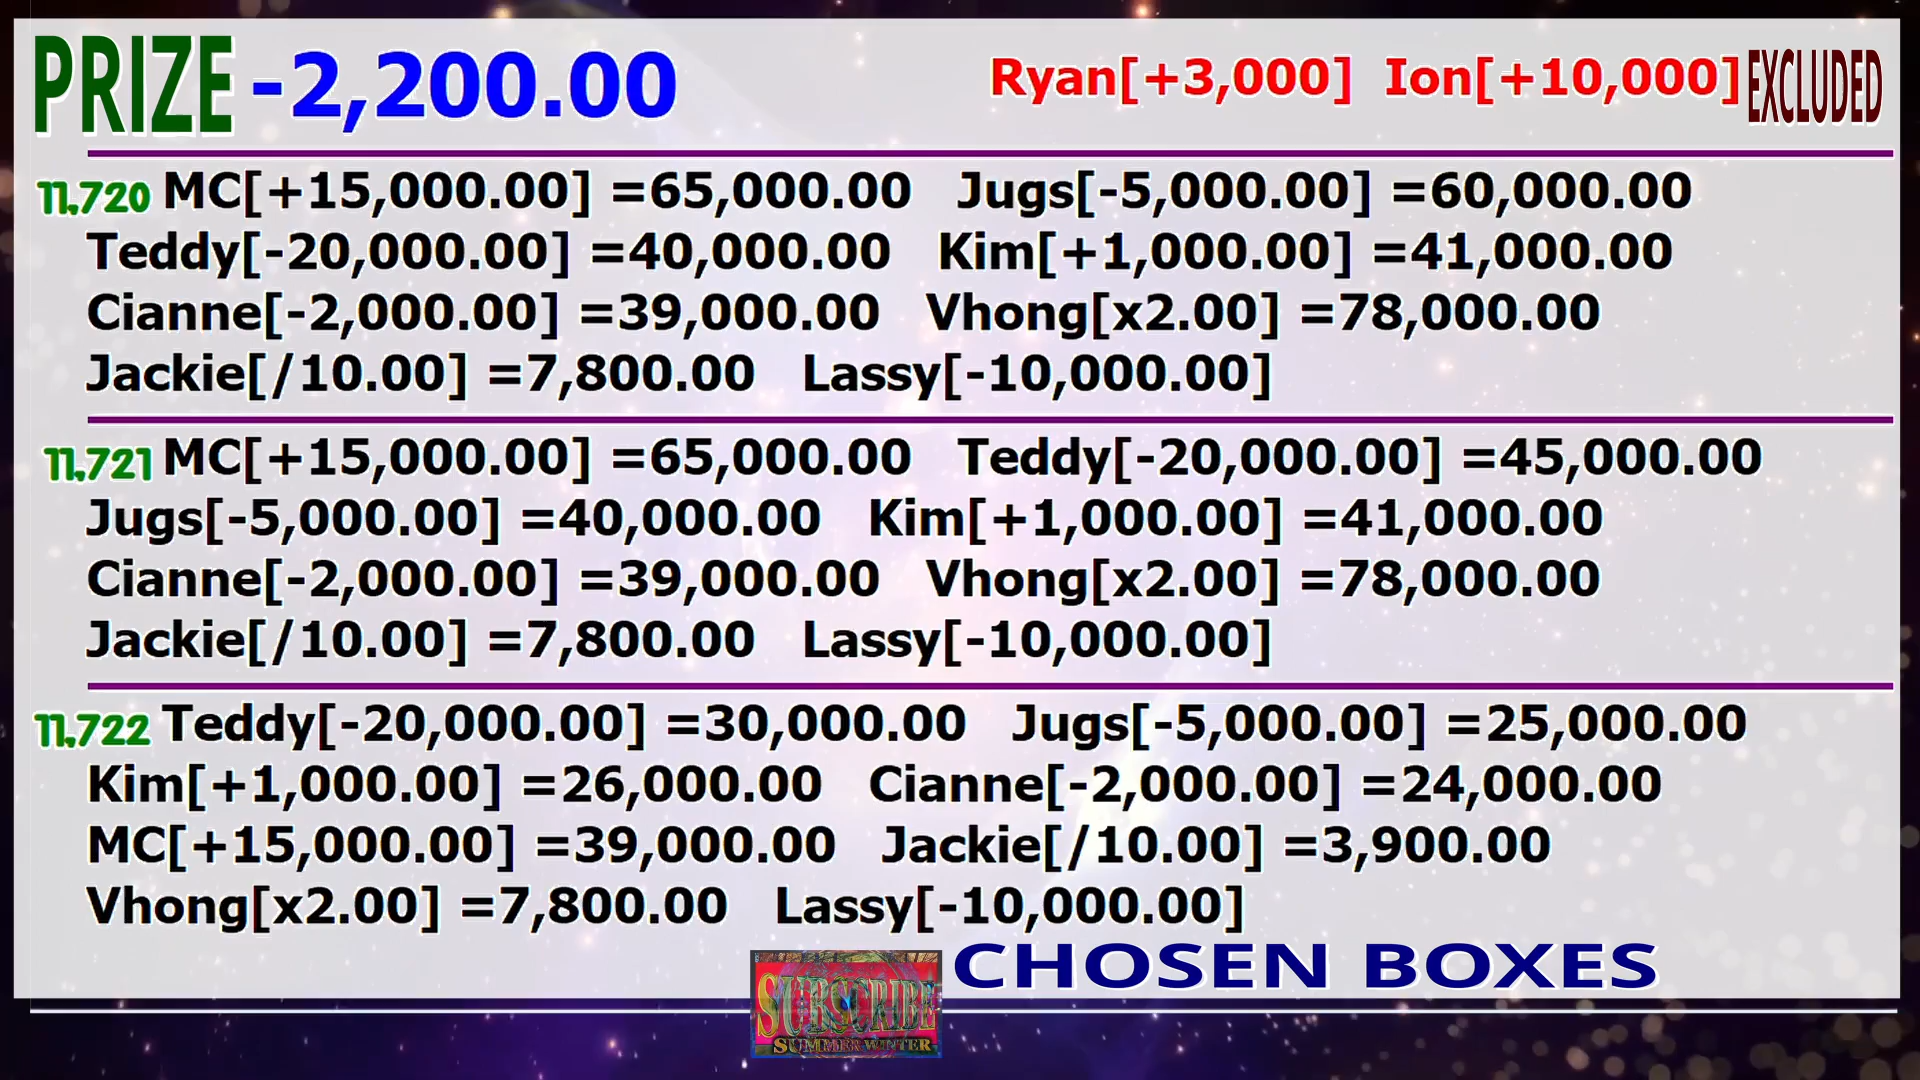 PRIZE -2,200.00 Ryan[+3,000] Ion[+10,000] EXCLUDED
11,720 MC[+15,000.00] =65,000.00 Jugs[-5,000.00] =60,000.00
Teddy[-20,000.00] =40,000.00 Kim[+1,000.00] =41,000.00
Cianne[-2,000.00] =39,000.00 Vhong[x2.00] =78,000.00
Jackie[/10.00] =7,800.00 Lassy[-10,000.00]
11,721 MC[+15,000.00] =65,000.00 Teddy[-20,000.00] =45,000.00
Jugs[-5,000.00] =40,000.00 Kim[+1,000.00] =41,000.00
Cianne[-2,000.00] =39,000.00 Vhong[x2.00] =78,000.00
Jackie[/10.00] =7,800.00 Lassy[-10,000.00]
11,722 Teddy[-20,000.00] =30,000.00 Jugs[-5,000.00] =25,000.00
Kim[+1,000.00] =26,000.00 Cianne[-2,000.00] =24,000.00
MC[+15,000.00] =39,000.00 Jackie[/10.00] =3,900.00
Vhong[x2.00] =7,800.00 Lassy[-10,000.00]
CHOSEN BOXES
SUBSCRIBE
SUMMER WINTER